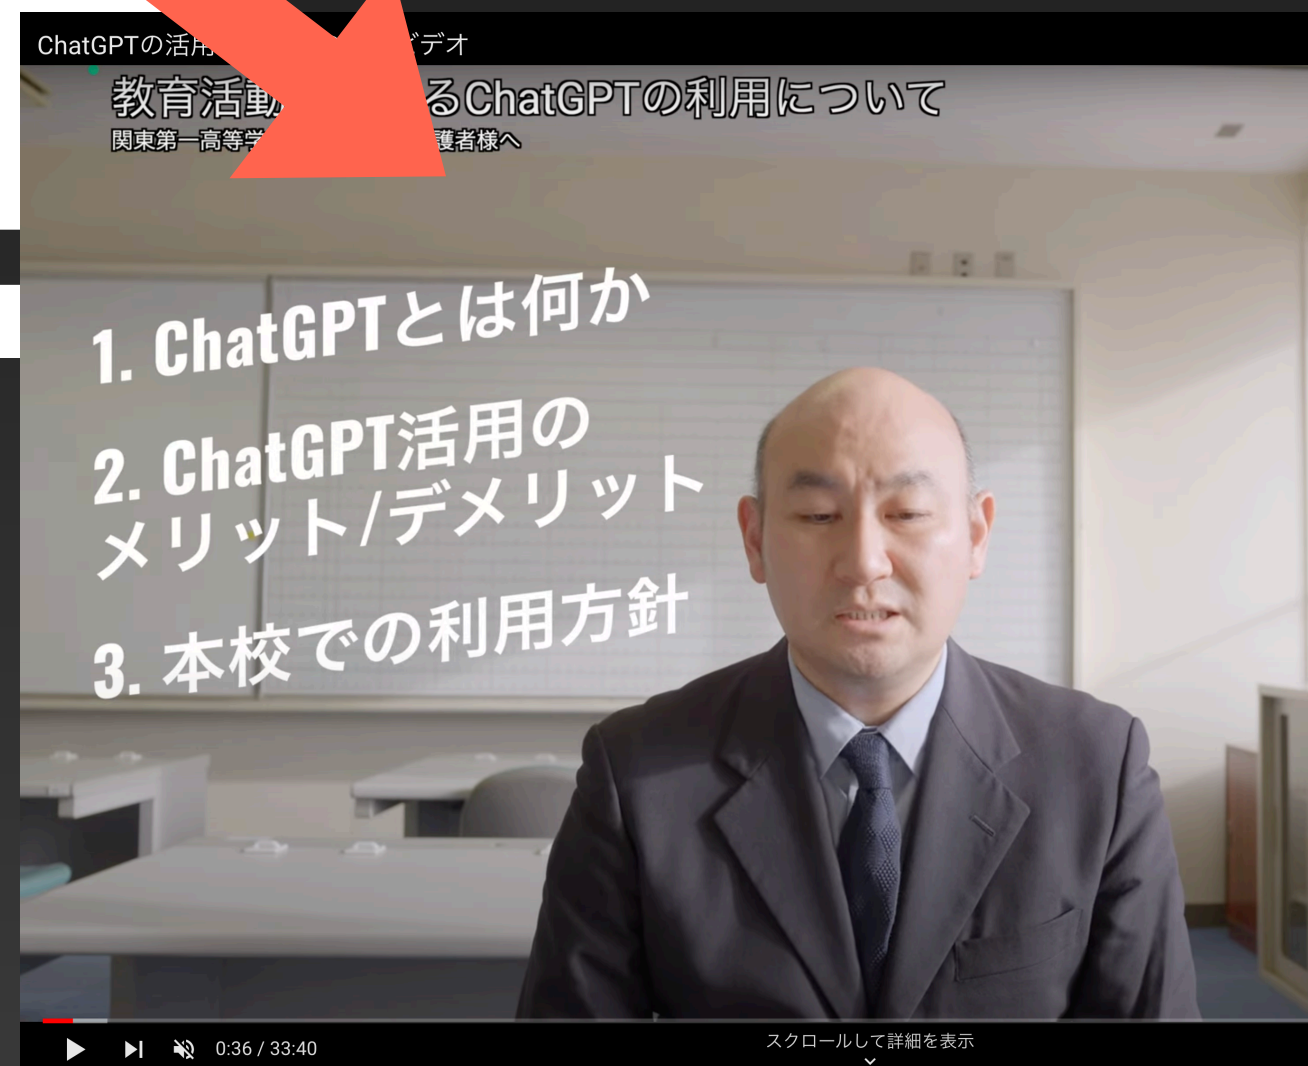 ChatGPTの活用
ビデオ
教育活動
るChatGPTの利用について
関東第一高等学
護者様へ
1. ChatGPTとは何か
2. ChatGPT活用の
メリット/デメリット
3. 本校での利用方針
0:36 / 33:40
スクロールして詳細を表示